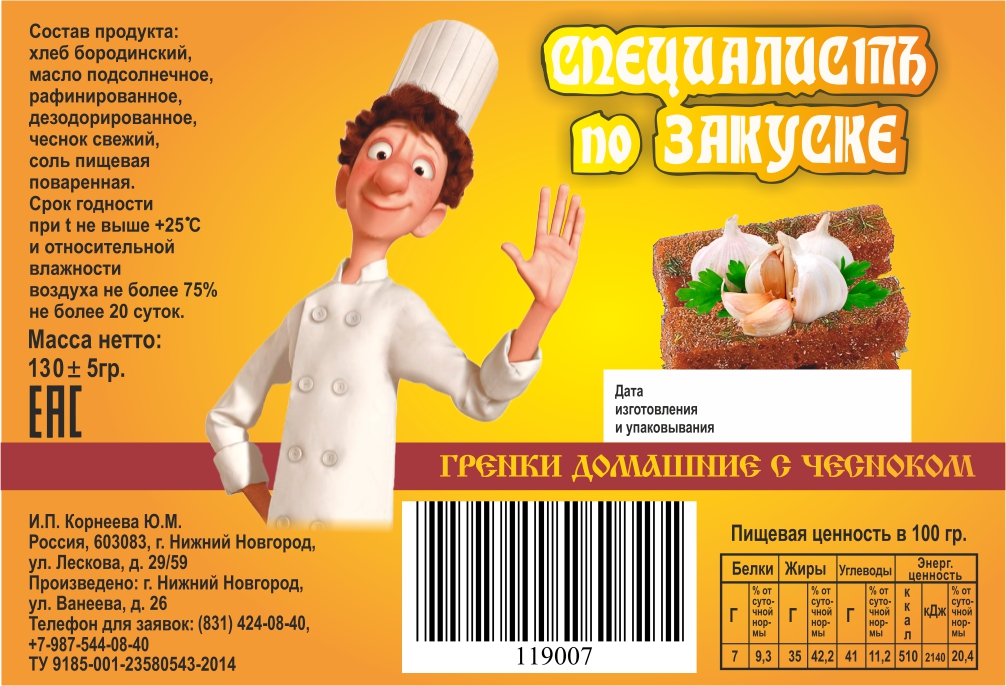 Состав продукта:
хлеб бородинский,
масло подсолнечное,
рафинированное,
дезодорированное,
чеснок свежий,
соль пищевая
поваренная.
Срок годности
при t не выше +25°С
и относительной
влажности
воздуха не более 75%
не более 20 суток.
Масса нетто:
130 ± 5гр.
ЕАС
СПЕЦИАЛИСТЪ
ПО ЗАКУСКЕ
Дата
изготовления
и упаковывания
ГРЕНКИ ДОМАШНИЕ С ЧЕСНОКОМ
И.П. Корнеева Ю.М.
Россия, 603083, г. Нижний Новгород,
ул. Лескова, д. 29/59
Произведено: г. Нижний Новгород,
ул. Ванеева, д. 26
Телефон для заявок: (831) 424-08-40,
+7-987-544-08-40
ТУ 9185-001-23580543-2014
119007
Пищевая ценность в 100 гр.
Белки Жиры Углеводы Энерг. ценность
Г % от суточной нормы Г % от суточной нормы Г % от суточной нормы ккал кДж % от суточной нормы
7 9,3 35 42,2 41 11,2 510 2140 20,4